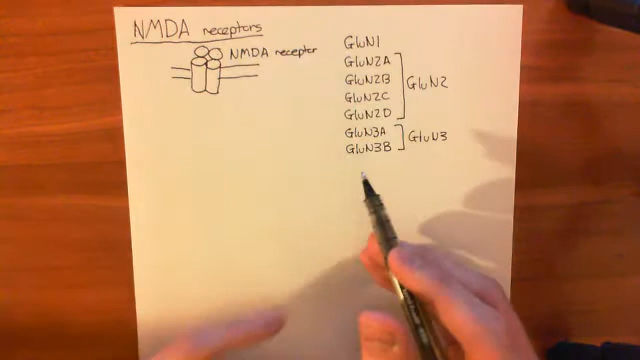 NMDA receptors
NMDA receptor
GluN1
GluN2A
GluN2B
GluN2C
GluN2D
GluN2
GluN3A
GluN3B
GluN3